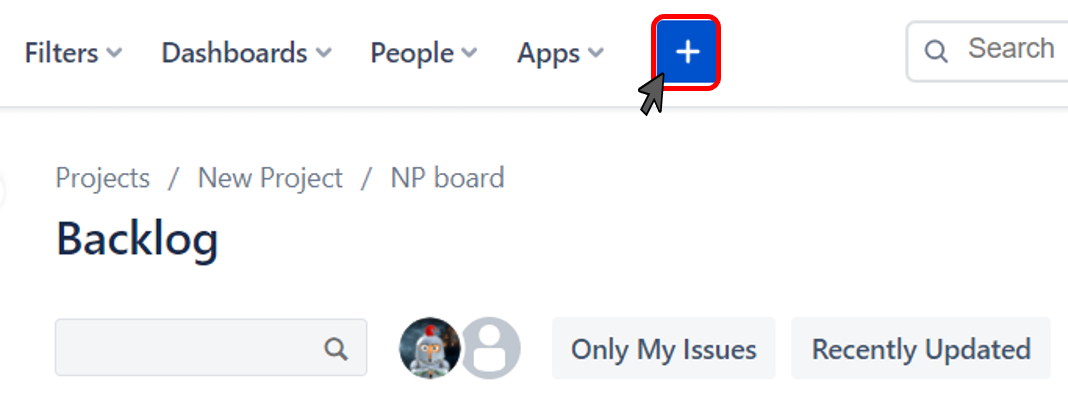 Filters Dashboards People Apps + Search
Projects / New Project / NP board
Backlog
Only My Issues Recently Updated